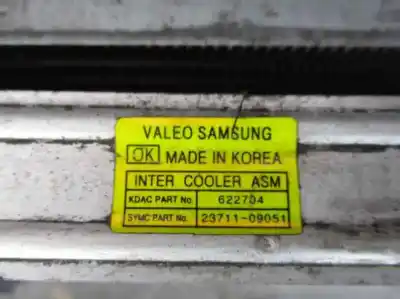 VALEO SAMSUNG
OK MADE IN KOREA
INTER COOLER ASM
KDAC PART No. 622704
SYMC PART No. 23711-09051